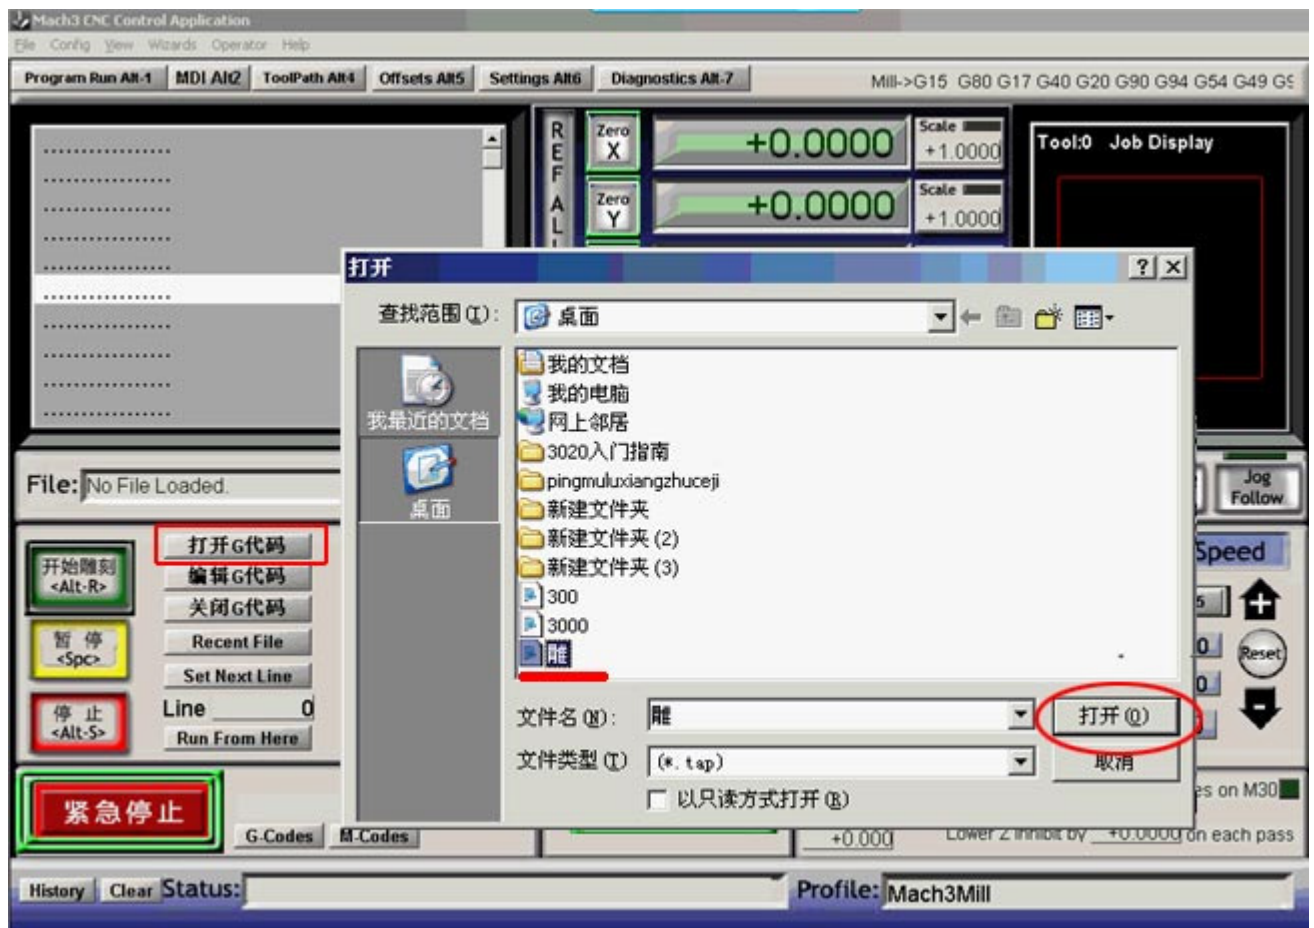 Mach3 CNC Control Application
File Config View Wizards Operator Help
Program Run Alt-1 MDI Alt2 ToolPath Alt4 Offsets Alt5 Settings Alt6 Diagnostics Alt-7 Mill->G15 G80 G17 G40 G20 G90 G94 G54 G49 G9
REF ALL
Zero X +0.0000 Scale +1.0000
Zero Y +0.0000 Scale +1.0000
Tool:0 Job Display
打开
查找范围(I): 桌面
我最近的文档
桌面
我的文档
我的电脑
网上邻居
3020入门指南
pingmuluxiangzhuceji
新建文件夹
新建文件夹 (2)
新建文件夹 (3)
300
3000
雕
文件名(N): 雕 打开(O)
文件类型(T) (*.tap) 取消
以只读方式打开(R)
File: No File Loaded.
Jog Follow
开始雕刻 <Alt-R>
打开G代码
编辑G代码
关闭G代码
暂 停 <Spc>
Recent File
Set Next Line
停 止 <Alt-S>
Line 0
Run From Here
Speed
Reset
紧急停止
G-Codes M-Codes
on M30
+0.000 Lower Z Inhibit by +0.0000 on each pass
History Clear Status: Profile: Mach3Mill